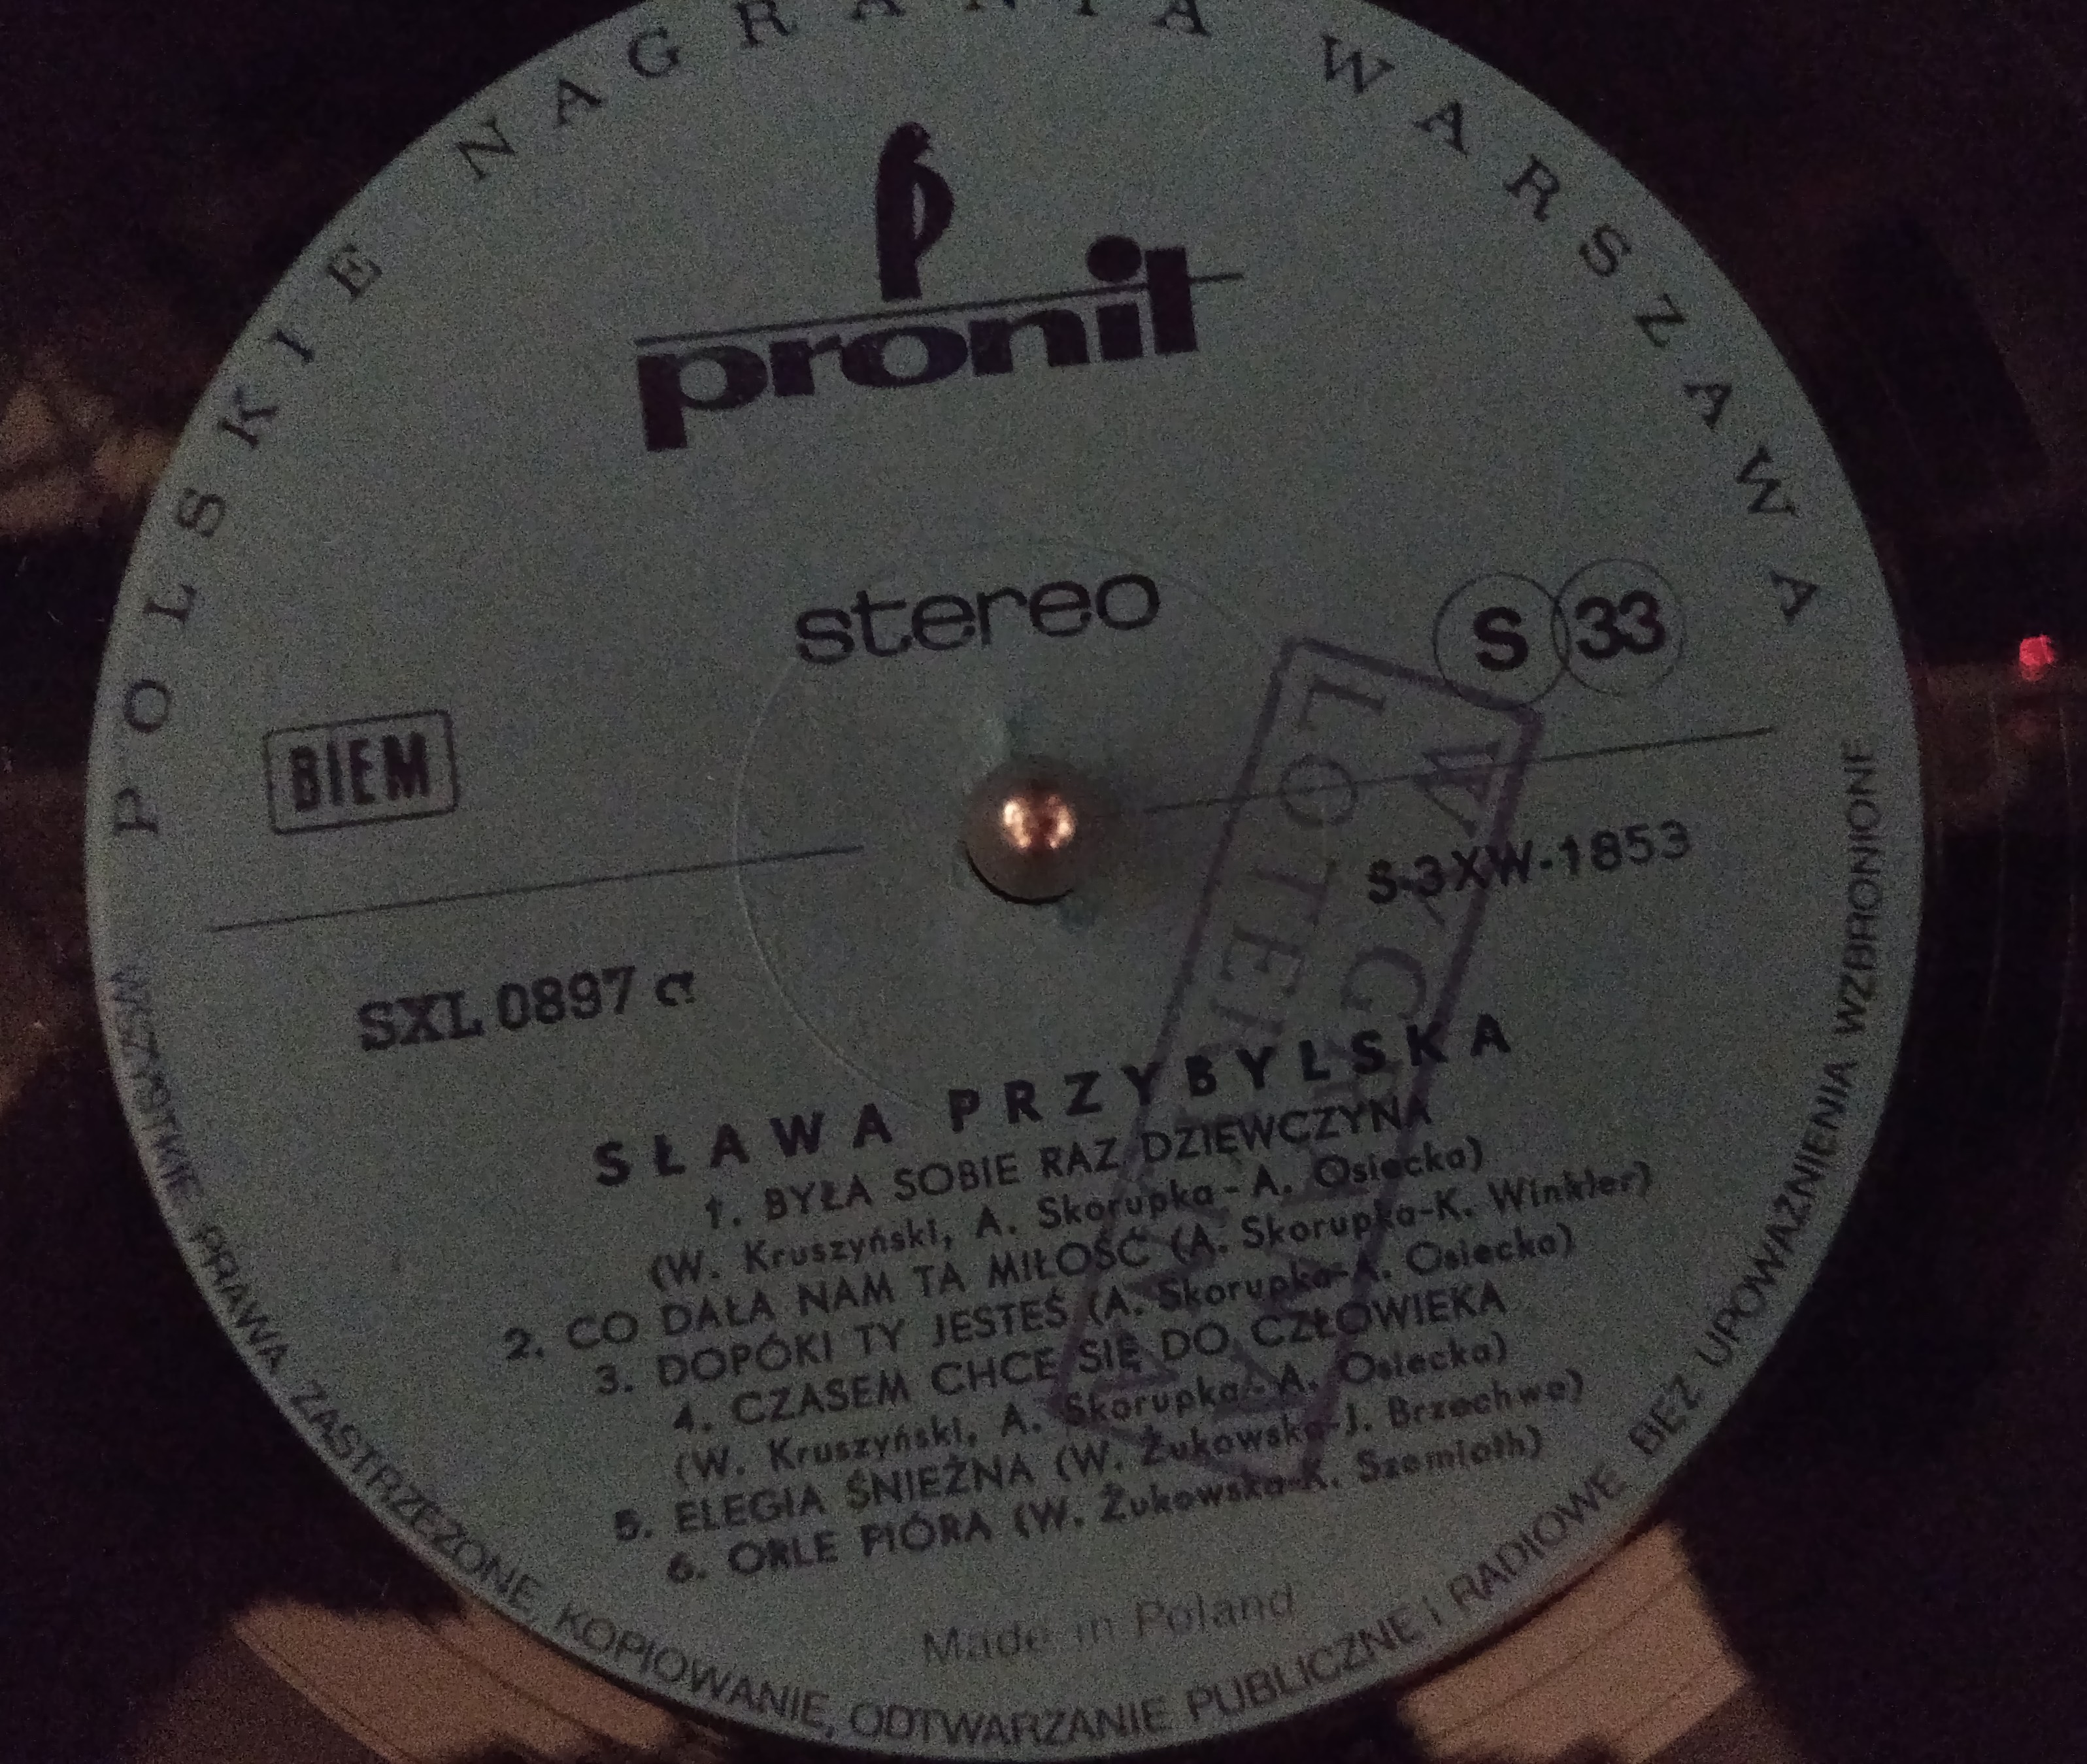 POLSKIE NAGRANIA WARSZAWA
pronit
stereo
S 33
BIEM
S-3XW-1853
SXL 0897 a
SŁAWA PRZYBYLSKA
1. BYŁA SOBIE RAZ DZIEWCZYNA
(W. Kruszyński, A. Skorupka-A. Osiecka)
2. CO DAŁA NAM TA MIŁOŚĆ (A. Skorupka-K. Winkler)
3. DOPÓKI TY JESTEŚ (A. Skorupka-A. Osiecka)
4. CZASEM CHCE SIĘ DO CZŁOWIEKA
(W. Kruszyński, A. Skorupka-A. Osiecka)
5. ELEGIA ŚNIEŻNA (W. Żukowska-J. Brzechwa)
6. ORLE PIÓRA (W. Żukowska-K. Szemioth)
Made in Poland
WSZYSTKIE PRAWA ZASTRZEŻONE, KOPIOWANIE, ODTWARZANIE PUBLICZNE i RADIOWE BEZ UPOWAŻNIENIA WZBRONIONE